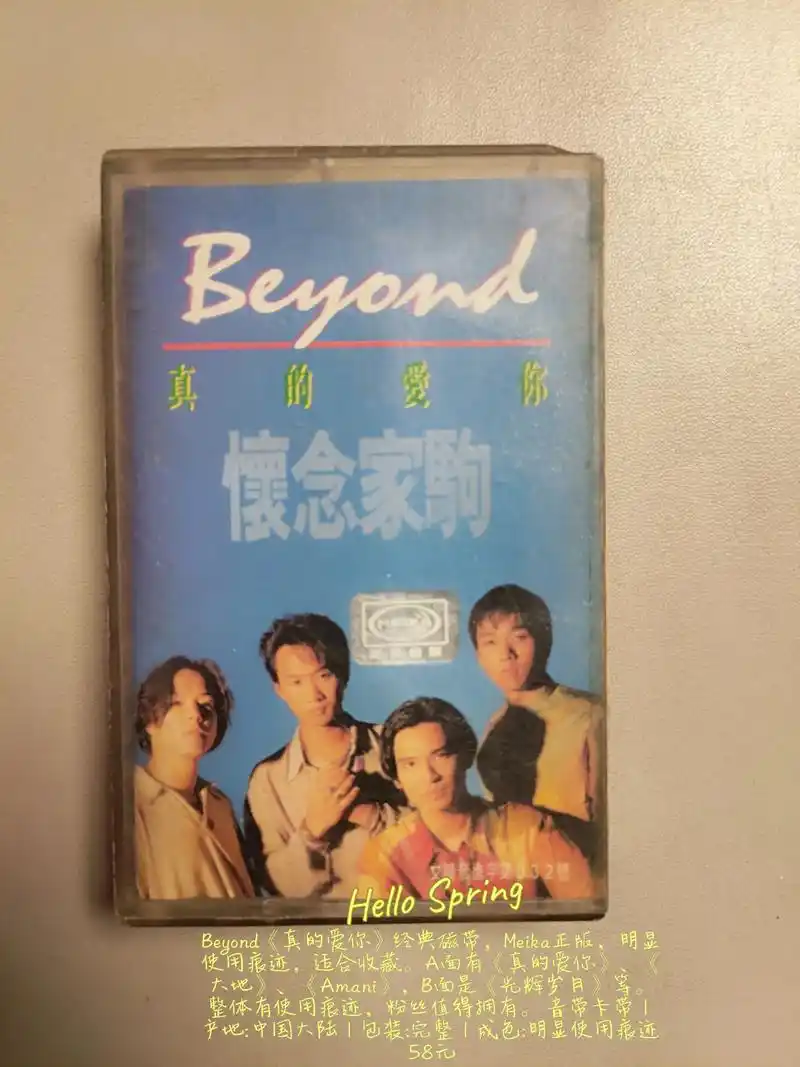 Beyond
真的愛你
懷念家駒
MEIKA
Hello Spring
Beyond《真的爱你》经典磁带，Meika正版，明显
使用痕迹，适合收藏。A面有《真的爱你》、《
大地》、《Amani》，B面是《光辉岁月》等。
整体有使用痕迹，粉丝值得拥有。音带卡带丨
产地:中国大陆丨包装:完整丨成色:明显使用痕迹
58元